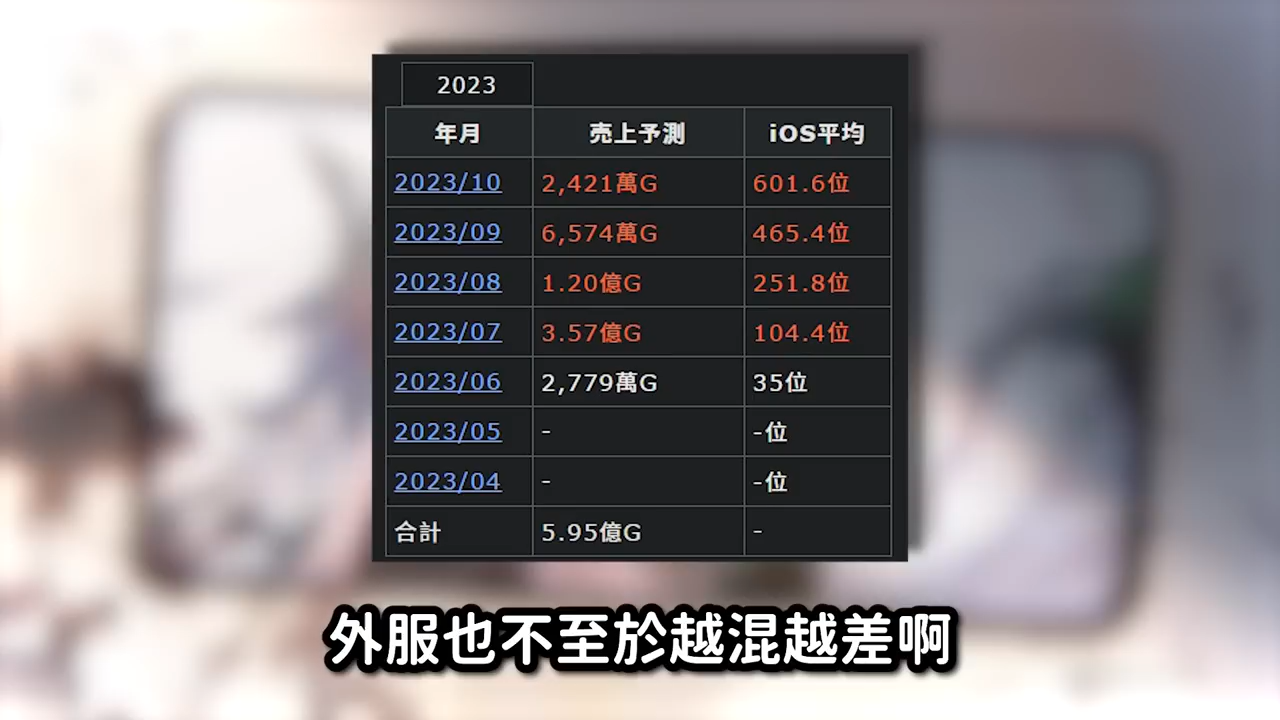 2023
年月 売上予測 iOS平均
2023/10 2,421萬G 601.6位
2023/09 6,574萬G 465.4位
2023/08 1.20億G 251.8位
2023/07 3.57億G 104.4位
2023/06 2,779萬G 35位
2023/05 - -位
2023/04 - -位
合計 5.95億G -
外服也不至於越混越差啊